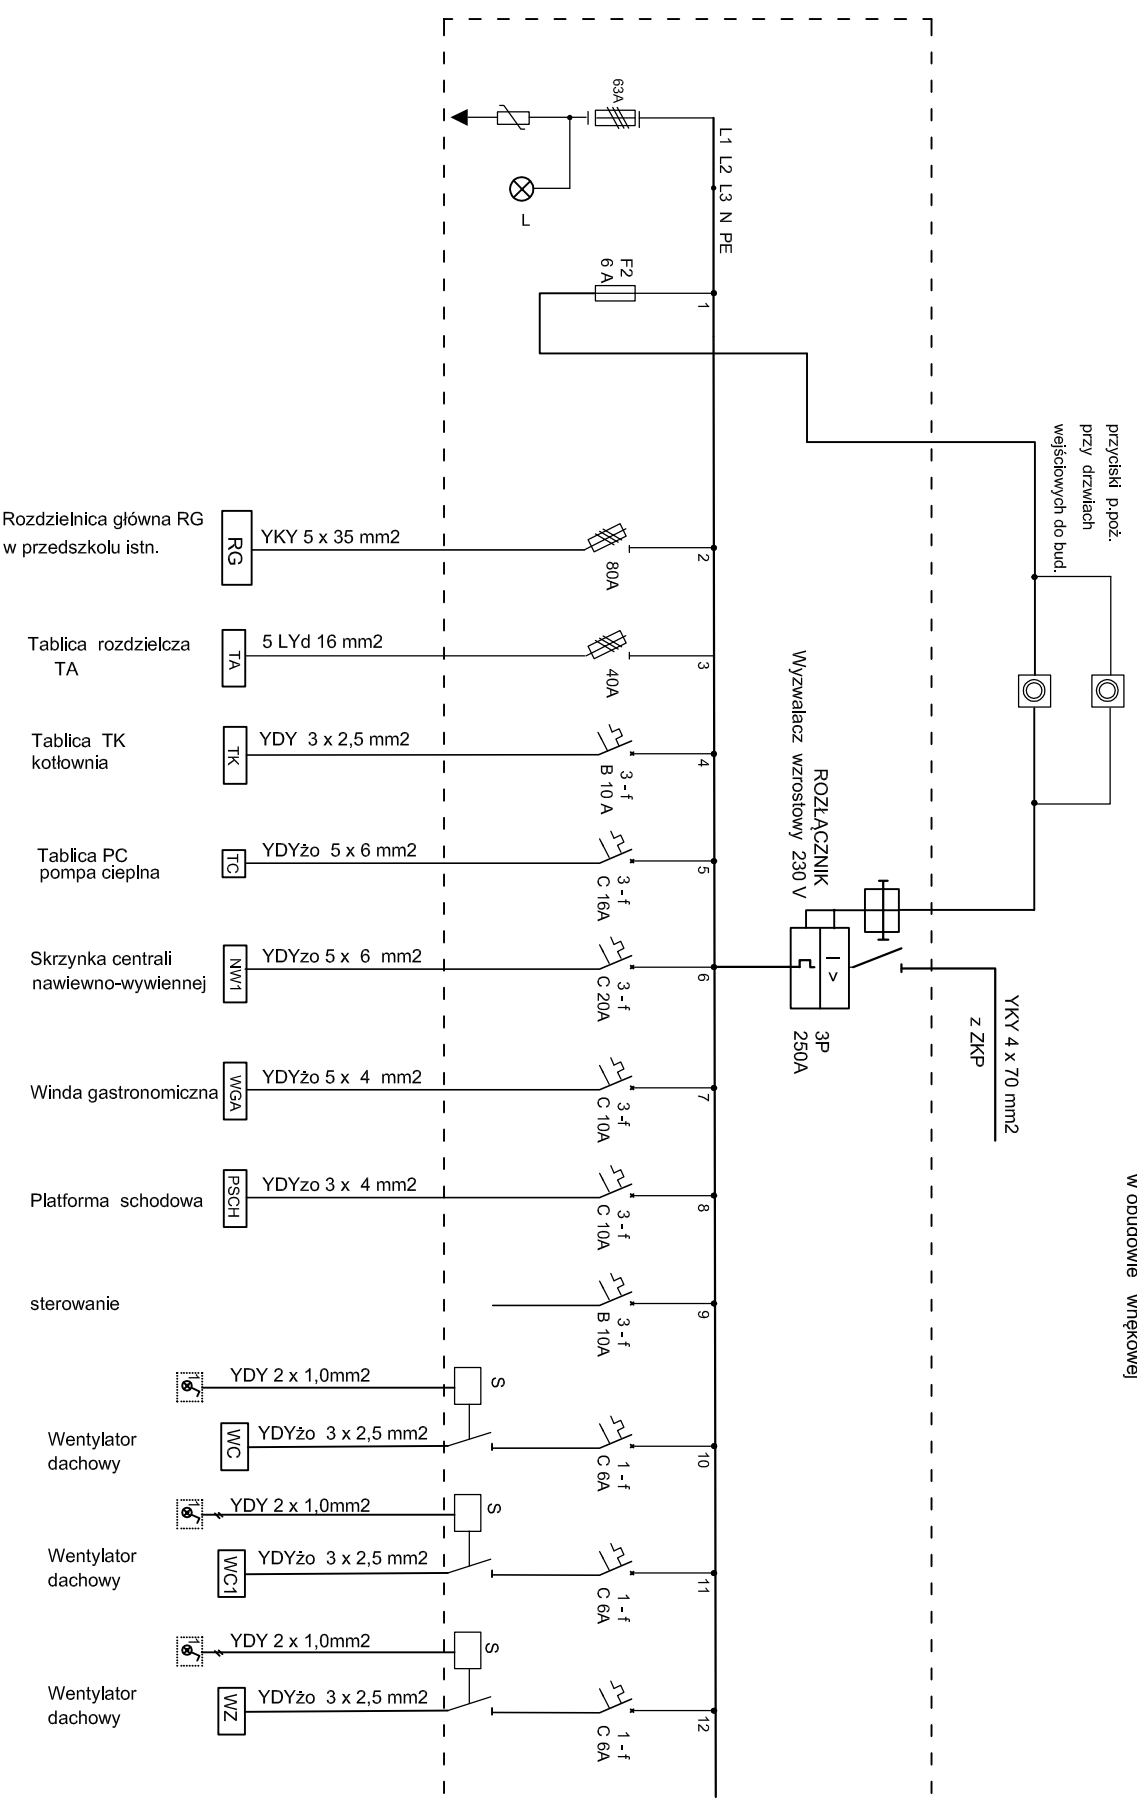 63A
L1 L2 L3 N PE
L
F2
6 A
1
przyciski p.poż.
przy drzwiach
wejściowych do bud.
Rozdzielnica główna RG
w przedszkolu istn.
RG
YKY 5 x 35 mm2
80A
2
Tablica rozdzielcza
TA
TA
5 LYd 16 mm2
40A
3
Tablica TK
kotłownia
TK
YDY 3 x 2,5 mm2
3 - f
B 10 A
4
ROZŁĄCZNIK
Wyzwalacz wzrostowy 230 V
Tablica PC
pompa cieplna
TC
YDYżo 5 x 6 mm2
3 - f
C 16A
5
Skrzynka centrali
nawiewno-wywiennej
NW1
YDYzo 5 x 6 mm2
3 - f
C 20A
6
I >
3P
250A
YKY 4 x 70 mm2
z ZKP
Winda gastronomiczna
WGA
YDYżo 5 x 4 mm2
3 -f
C 10A
7
Platforma schodowa
PSCH
YDYzo 3 x 4 mm2
3 - f
C 10A
8
w obudowie wnękowej
sterowanie
3 - f
B 10A
9
YDY 2 x 1,0mm2
S
Wentylator
dachowy
WC
YDYżo 3 x 2,5 mm2
1 - f
C 6A
10
YDY 2 x 1,0mm2
S
Wentylator
dachowy
WC1
YDYżo 3 x 2,5 mm2
1 - f
C 6A
11
YDY 2 x 1,0mm2
S
Wentylator
dachowy
WZ
YDYżo 3 x 2,5 mm2
1 - f
C 6A
12